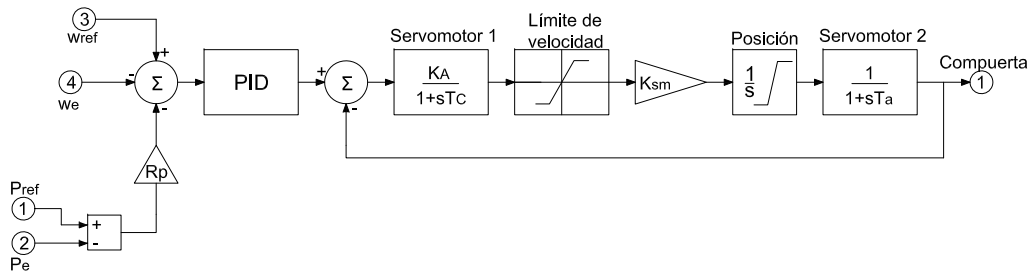 3
wref
+
-
Σ
-
4
we
PID
+
Σ
-
Servomotor 1
KA
1+sTC
Límite de
velocidad
Ksm
Posición
1
s
Servomotor 2
1
1+sTa
Compuerta
1
Rp
Pref
1
+
-
2
Pe